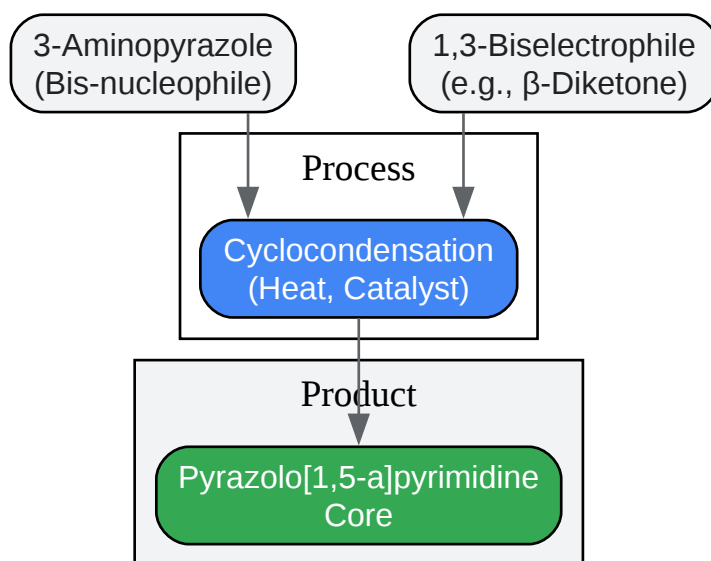 3-Aminopyrazole
(Bis-nucleophile)
1,3-Biselectrophile
(e.g., β-Diketone)
Process
Cyclocondensation
(Heat, Catalyst)
Product
Pyrazolo[1,5-a]pyrimidine
Core